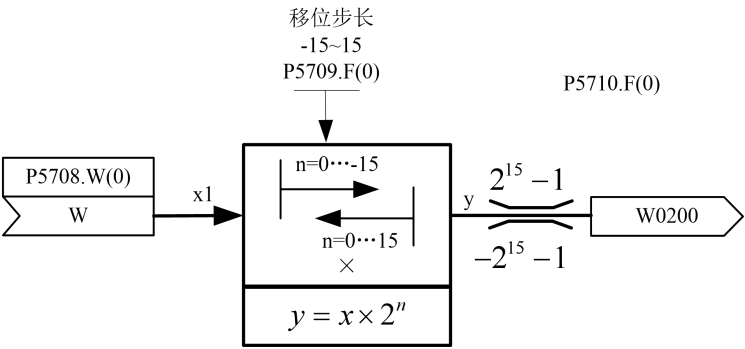 移位步长
-15~15
P5709.F(0)
P5710.F(0)
n=0…-15
P5708.W(0)
W
x1
n=0…15
×
y
2^15 −1
−2^15 −1
W0200
y = x × 2^n